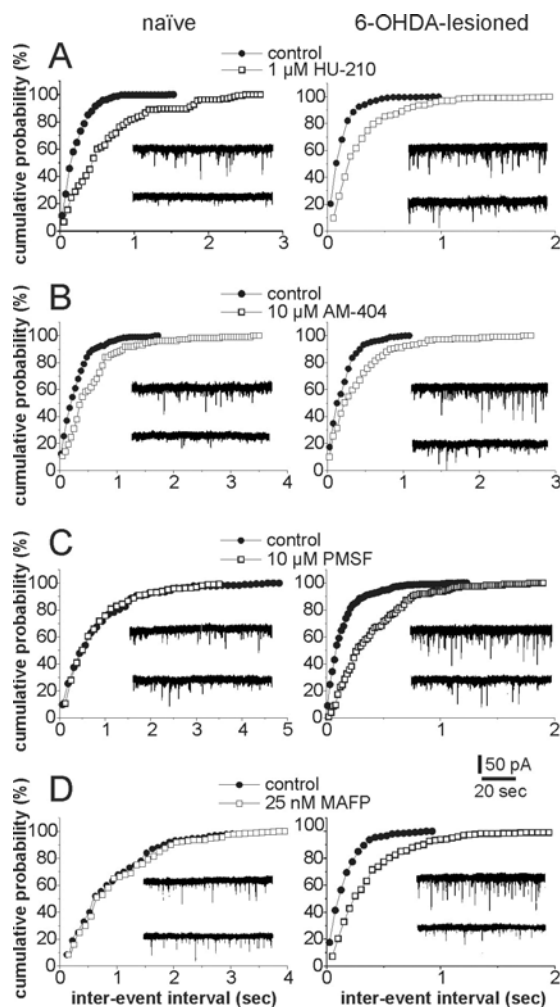 naïve 6-OHDA-lesioned
A
control
1 µM HU-210
cumulative probability (%)
100
80
60
40
20
0
0 1 2 3
100
80
60
40
20
0
0 1 2
B
control
10 µM AM-404
cumulative probability (%)
100
80
60
40
20
0
0 1 2 3 4
100
80
60
40
20
0
0 1 2 3
C
control
10 µM PMSF
cumulative probability (%)
100
80
60
40
20
0
0 1 2 3 4 5
100
80
60
40
20
0
0 1 2
50 pA
20 sec
D
control
25 nM MAFP
cumulative probability (%)
100
80
60
40
20
0
0 1 2 3 4
inter-event interval (sec)
100
80
60
40
20
0
0 1 2
inter-event interval (sec)